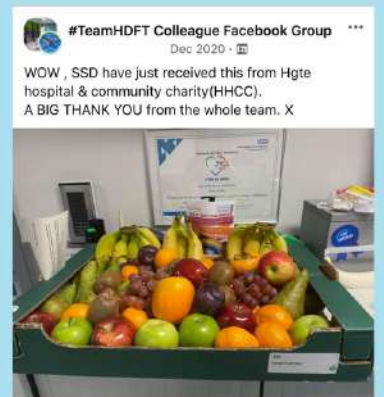 #TeamHDFT Colleague Facebook Group
Dec 2020 ·
WOW , SSD have just received this from Hgte
hospital & community charity(HHCC).
A BIG THANK YOU from the whole team. X